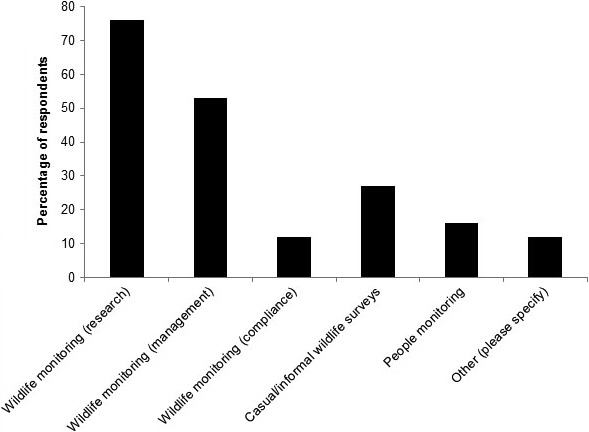 Percentage of respondents
80
70
60
50
40
30
20
10
0
Wildlife monitoring (research)
Wildlife monitoring (management)
Wildlife monitoring (compliance)
Casual/informal wildlife surveys
People monitoring
Other (please specify)